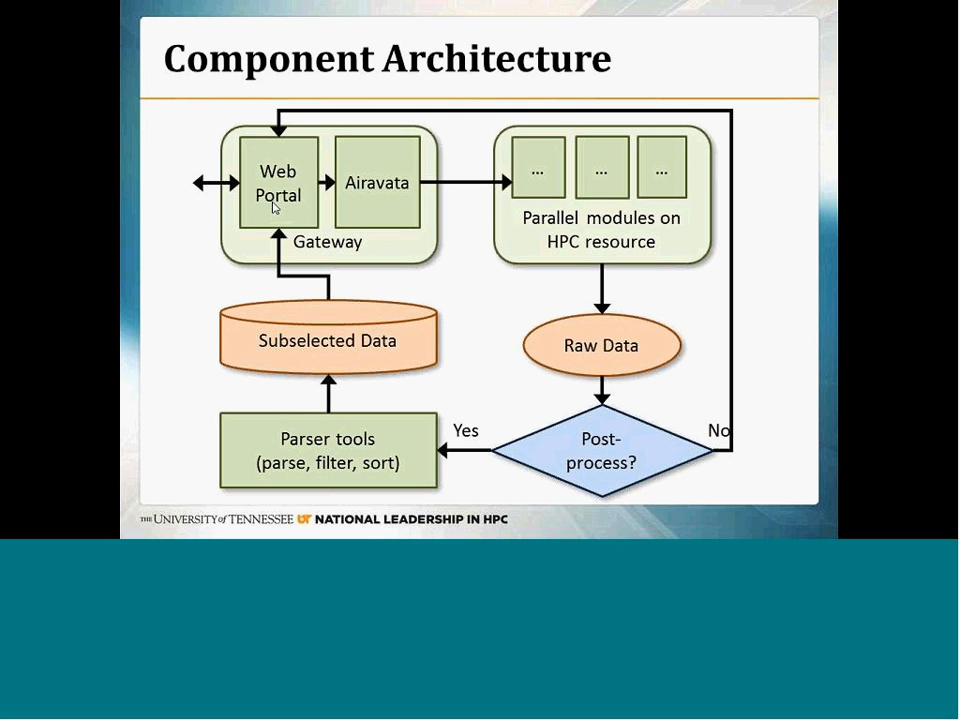 Component Architecture
Web
Portal
Airavata
Gateway
...
...
...
Parallel modules on
HPC resource
Subselected Data
Raw Data
Parser tools
(parse, filter, sort)
Yes
Post-
process?
No
THE UNIVERSITY of TENNESSEE UT NATIONAL LEADERSHIP IN HPC